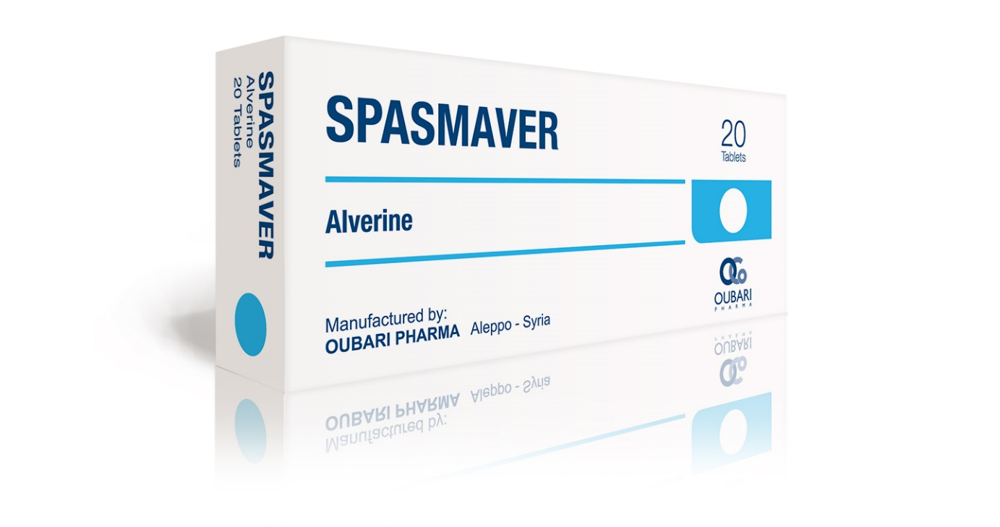 SPASMAVER
Alverine
20 Tablets
SPASMAVER
20
Tablets
Alverine
OUBARI
PHARMA
Manufactured by:
OUBARI PHARMA Aleppo - Syria